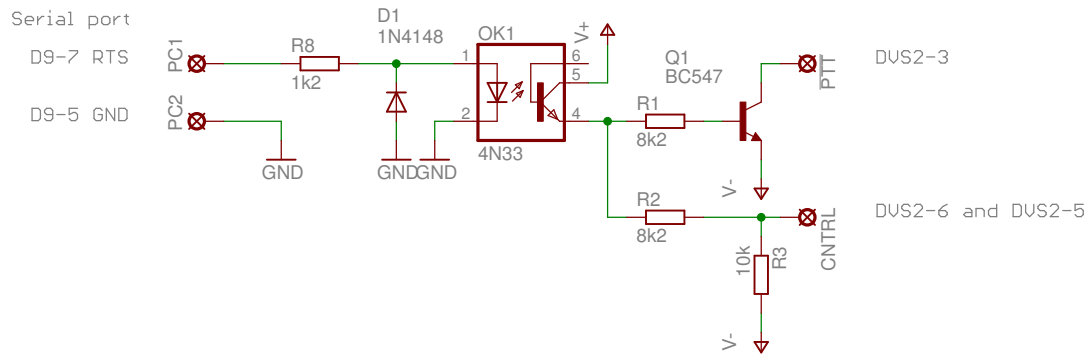 Serial port
D9-7 RTS
PC1
R8
1k2
D1
1N4148
OK1
1
2
6
5
4
4N33
V+
Q1
BC547
PTT
DVS2-3
D9-5 GND
PC2
GND
GND
GND
R1
8k2
V-
R2
8k2
CNTRL
DVS2-6 and DVS2-5
10k
R3
V-